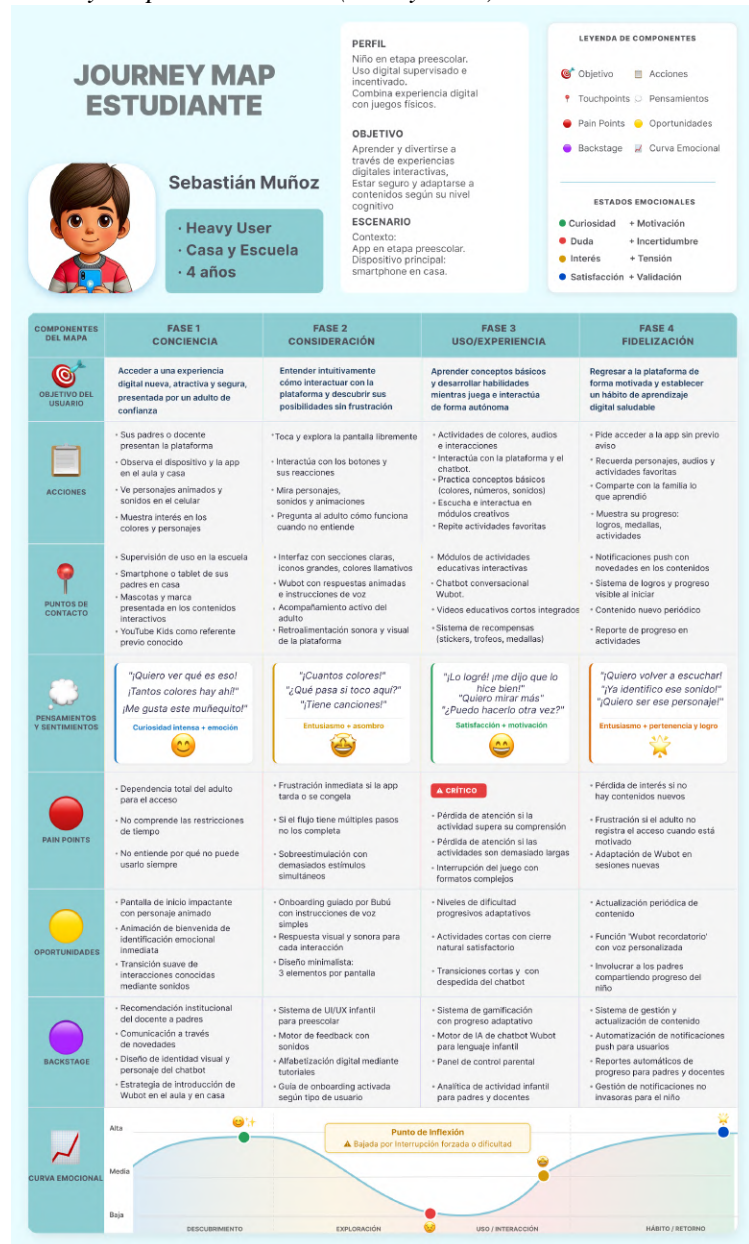 JOURNEY MAP
ESTUDIANTE
Sebastián Muñoz
· Heavy User
· Casa y Escuela
· 4 años
PERFIL
Niño en etapa preescolar.
Uso digital supervisado e
incentivado.
Combina experiencia digital
con juegos físicos.
OBJETIVO
Aprender y divertirse a
través de experiencias
digitales interactivas,
Estar seguro y adaptarse a
contenidos según su nivel
cognitivo
ESCENARIO
Contexto:
App en etapa preescolar.
Dispositivo principal:
smartphone en casa.
LEYENDA DE COMPONENTES
Objetivo
Acciones
Touchpoints
Pensamientos
Pain Points
Oportunidades
Backstage
Curva Emocional
ESTADOS EMOCIONALES
Curiosidad + Motivación
Duda + Incertidumbre
Interés + Tensión
Satisfacción + Validación
COMPONENTES
DEL MAPA
FASE 1
CONCIENCIA
FASE 2
CONSIDERACIÓN
FASE 3
USO/EXPERIENCIA
FASE 4
FIDELIZACIÓN
OBJETIVO DEL
USUARIO
Acceder a una experiencia
digital nueva, atractiva y segura,
presentada por un adulto de
confianza
Entender intuitivamente
cómo interactuar con la
plataforma y descubrir sus
posibilidades sin frustración
Aprender conceptos básicos
y desarrollar habilidades
mientras juega e interactúa
de forma autónoma
Regresar a la plataforma de
forma motivada y establecer
un hábito de aprendizaje
digital saludable
ACCIONES
• Sus padres o docente
presentan la plataforma
• Observa el dispositivo y la app
en el aula y casa
• Ve personajes animados y
sonidos en el celular
• Muestra interés en los
colores y personajes
• Toca y explora la pantalla libremente
• Interactúa con los botones y
sus reacciones
• Mira personajes,
sonidos y animaciones
• Pregunta al adulto cómo funciona
cuando no entiende
• Actividades de colores, audios
e interacciones
• Interactúa con la plataforma y el
chatbot.
• Practica conceptos básicos
(colores, números, sonidos)
• Escucha e interactua en
módulos creativos
• Repite actividades favoritas
• Pide acceder a la app sin previo
aviso
• Recuerda personajes, audios y
actividades favoritas
• Comparte con la familia lo
que aprendió
• Muestra su progreso:
logros, medallas,
actividades
PUNTOS DE
CONTACTO
• Supervisión de uso en la escuela
• Smartphone o tablet de sus
padres en casa
• Mascotas y marca
presentada en los contenidos
interactivos
• YouTube Kids como referente
previo conocido
• Interfaz con secciones claras,
iconos grandes, colores llamativos
• Wubot con respuestas animadas
e instrucciones de voz
• Acompañamiento activo del
adulto
• Retroalimentación sonora y visual
de la plataforma
• Módulos de actividades
educativas interactivas
• Chatbot conversacional
Wubot.
• Videos educativos cortos integrados
• Sistema de recompensas
(stickers, trofeos, medallas)
• Notificaciones push con
novedades en los contenidos
• Sistema de logros y progreso
visible al iniciar
• Contenido nuevo periódico
• Reporte de progreso en
actividades
PENSAMIENTOS
Y SENTIMIENTOS
"¡Quiero ver qué es eso!
¡Tantos colores hay ahí!"
¡Me gusta este muñequito!"
Curiosidad intensa + emoción
"¡Cuantos colores!"
"¿Qué pasa si toco aquí?"
"¡Tiene canciones!"
Entusiasmo + asombro
"¡Lo logré! ¡me dijo que lo
hice bien!"
"Quiero mirar más"
"¿Puedo hacerlo otra vez?"
Satisfacción + motivación
"¡Quiero volver a escuchar!
"¡Ya identifico ese sonido!"
"¡Quiero ser ese personaje!"
Entusiasmo + pertenencia y logro
PAIN POINTS
• Dependencia total del adulto
para el acceso
• No comprende las restricciones
de tiempo
• No entiende por qué no puede
usarlo siempre
• Frustración inmediata si la app
tarda o se congela
• Si el flujo tiene múltiples pasos
no los completa
• Sobreestimulación con
demasiados estímulos
simultáneos
⚠ CRÍTICO
• Pérdida de atención si la
actividad supera su comprensión
• Pérdida de atención si las
actividades son demasiado largas
• Interrupción del juego con
formatos complejos
• Pérdida de interés si no
hay contenidos nuevos
• Frustración si el adulto no
registra el acceso cuando está
motivado
• Adaptación de Wubot en
sesiones nuevas
OPORTUNIDADES
• Pantalla de inicio impactante
con personaje animado
• Animación de bienvenida de
identificación emocional
inmediata
• Transición suave de
interacciones conocidas
mediante sonidos
• Onboarding guiado por Bubú
con instrucciones de voz
simples
• Respuesta visual y sonora para
cada interacción
• Diseño minimalista:
3 elementos por pantalla
• Niveles de dificultad
progresivos adaptativos
• Actividades cortas con cierre
natural satisfactorio
• Transiciones cortas y con
despedida del chatbot
• Actualización periódica de
contenido
• Función 'Wubot recordatorio'
con voz personalizada
• Involucrar a los padres
compartiendo progreso del
niño
BACKSTAGE
• Recomendación institucional
del docente a padres
• Comunicación a través
de novedades
• Diseño de identidad visual y
personaje del chatbot
• Estrategia de introducción de
Wubot en el aula y en casa
• Sistema de UI/UX infantil
para preescolar
• Motor de feedback con
sonidos
• Alfabetización digital mediante
tutoriales
• Guía de onboarding activada
según tipo de usuario
• Sistema de gamificación
con progreso adaptativo
• Motor de IA de chatbot Wubot
para lenguaje infantil
• Panel de control parental
• Analítica de actividad infantil
para padres y docentes
• Sistema de gestión y
actualización de contenido
• Automatización de notificaciones
push para usuarios
• Reportes automáticos de
progreso para padres y docentes
• Gestión de notificaciones no
invasoras para el niño
CURVA EMOCIONAL
Alta
Media
Baja
Punto de Inflexión
⚠ Bajada por Interrupción forzada o dificultad
DESCUBRIMIENTO
EXPLORACIÓN
USO / INTERACCIÓN
HÁBITO / RETORNO